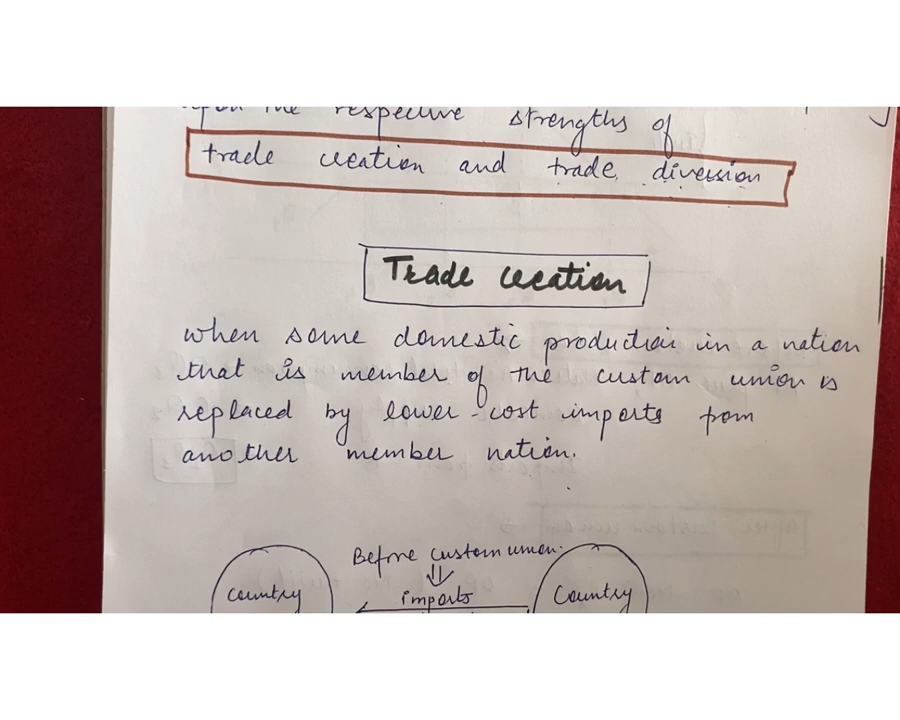 upon the respective strengths of
trade creation and trade diversion
Trade creation
when some domestic production in a nation
that is member of the custom union is
replaced by lower-cost imports from
another member nation.
Before custom union.
⇓
Country imports Country